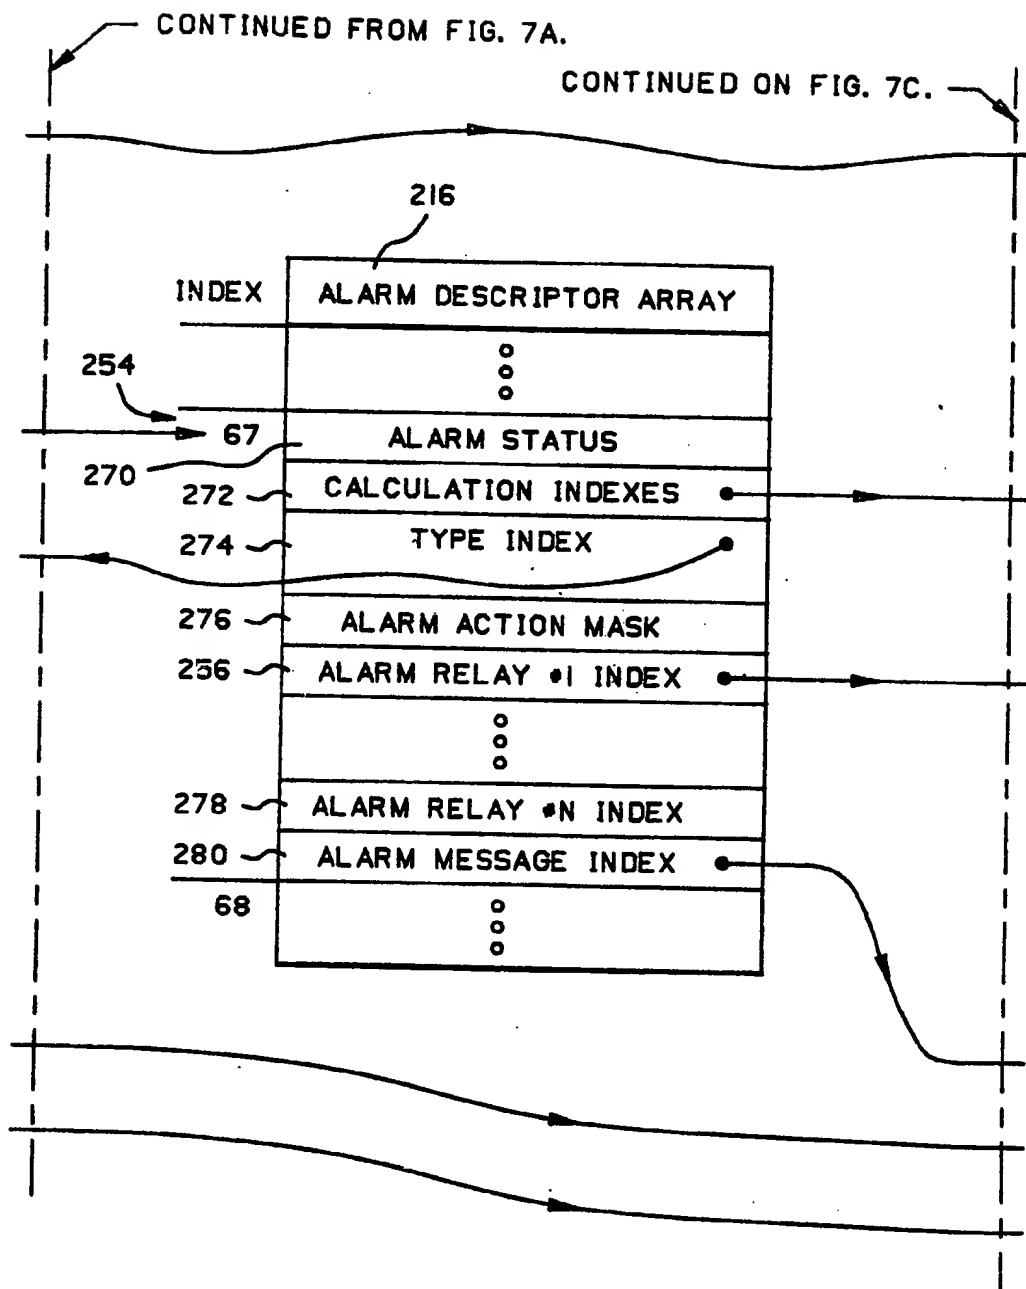 CONTINUED FROM FIG. 7A.
CONTINUED ON FIG. 7C.
216
INDEX
ALARM DESCRIPTOR ARRAY
254
67
ALARM STATUS
270
272
CALCULATION INDEXES
274
TYPE INDEX
276
ALARM ACTION MASK
256
ALARM RELAY #1 INDEX
278
ALARM RELAY #N INDEX
280
ALARM MESSAGE INDEX
68